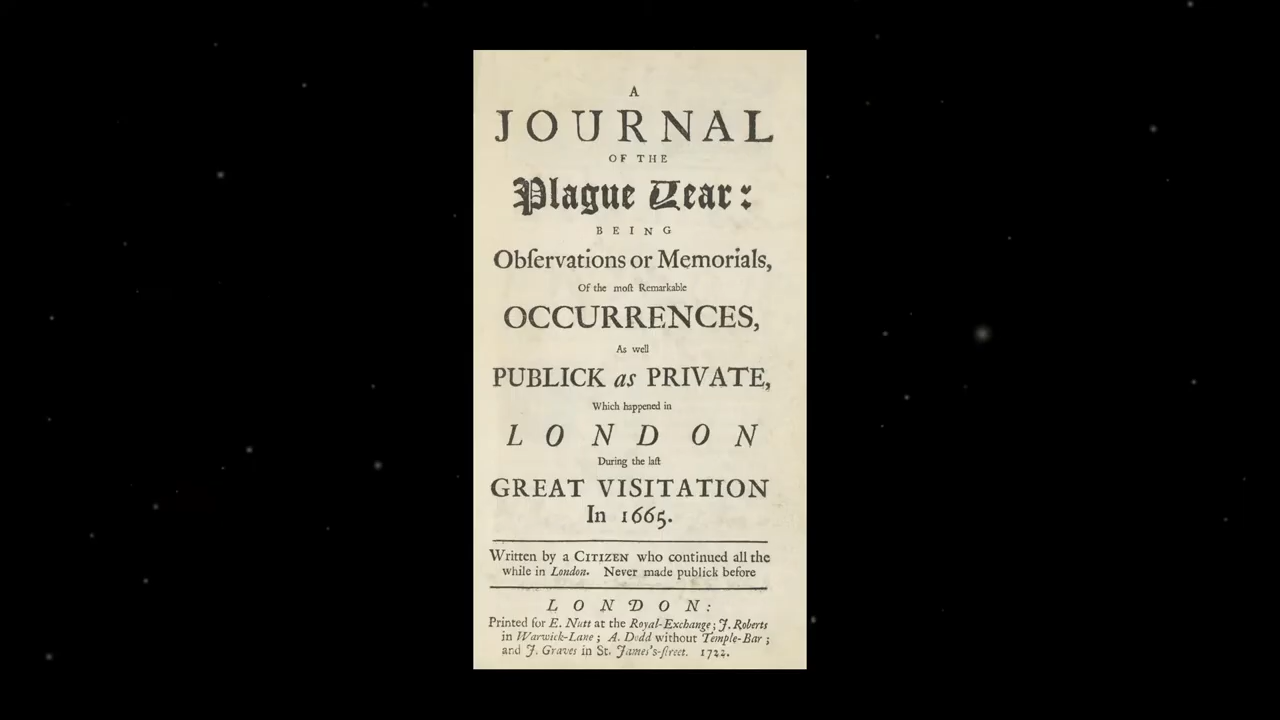 A
JOURNAL
OF THE
Plague Year:
BEING
Obſervations or Memorials,
Of the moſt Remarkable
OCCURRENCES,
As well
PUBLICK as PRIVATE,
Which happened in
LONDON
During the laſt
GREAT VISITATION
In 1665.
Written by a CITIZEN who continued all the
while in London. Never made publick before
LONDON:
Printed for E. Nutt at the Royal-Exchange; J. Roberts
in Warwick-Lane; A. Dodd without Temple-Bar;
and J. Graves in St. James's-ſtreet. 1722.